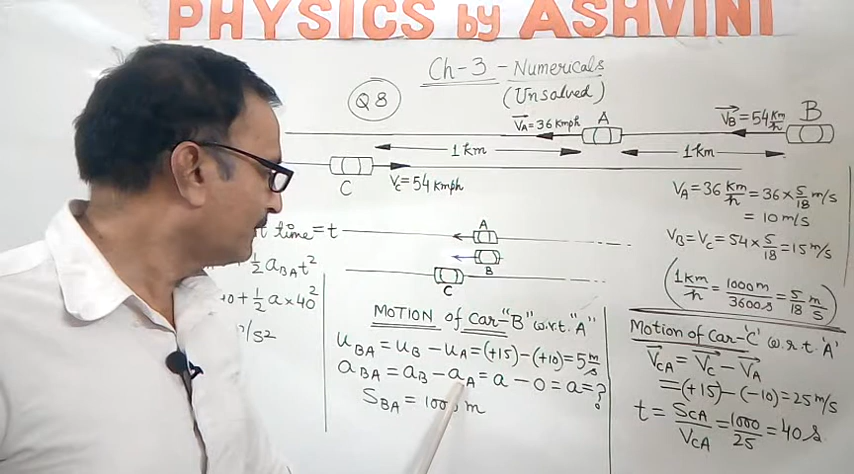 PHYSICS by ASHVINI
Ch-3 - Numericals
(Unsolved)
Q8
V⃗A = 36 Kmph A
V⃗B = 54 Km/h B
1 km
1 km
C
VC = 54 Kmph
time = t
A
B
C
½ aBA t²
+0 + ½ a × 40²
/s²
MOTION of Car-"B" w.r.t. "A"
uBA = uB - uA = (+15) - (+10) = 5 m/s
aBA = aB - aA = a - 0 = a = ?
SBA = 1000 m
VA = 36 Km/h = 36 × 5/18 m/s
= 10 m/s
VB = VC = 54 × 5/18 = 15 m/s
(1 Km/h = 1000m/3600s = 5/18 m/s)
Motion of Car-'C' w.r.t 'A'
V⃗CA = V⃗C - V⃗A
= (+15) - (-10) = 25 m/s
t = SCA/VCA = 1000/25 = 40 s